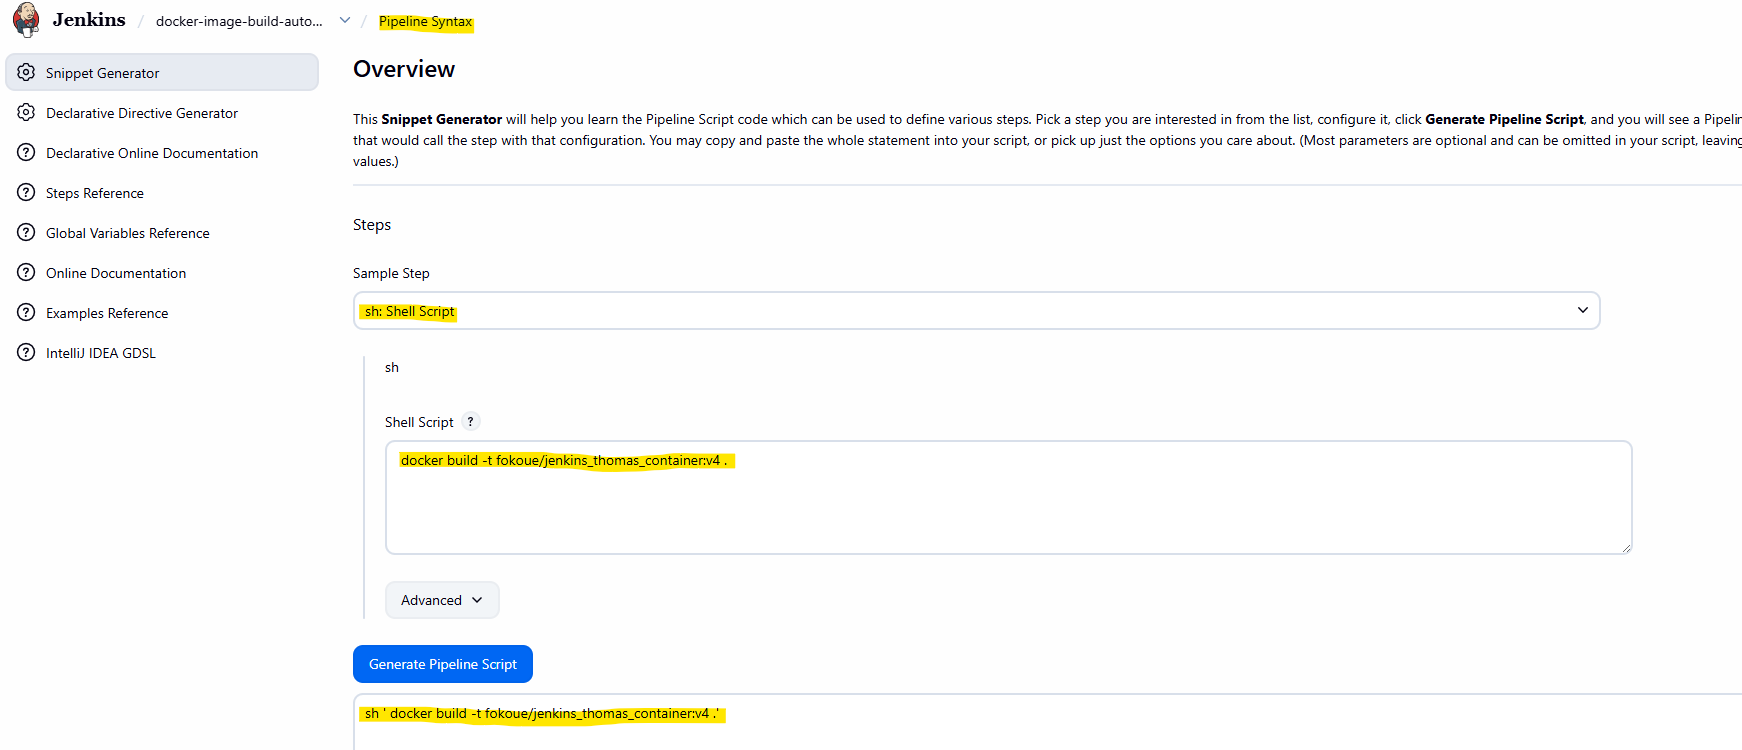 Jenkins / docker-image-build-auto... / Pipeline Syntax
Snippet Generator
Declarative Directive Generator
Declarative Online Documentation
Steps Reference
Global Variables Reference
Online Documentation
Examples Reference
IntelliJ IDEA GDSL
Overview
This Snippet Generator will help you learn the Pipeline Script code which can be used to define various steps. Pick a step you are interested in from the list, configure it, click Generate Pipeline Script, and you will see a
that would call the step with that configuration. You may copy and paste the whole statement into your script, or pick up just the options you care about. (Most parameters are optional and can be omitted in your script,
values.)
Steps
Sample Step
sh: Shell Script
sh
Shell Script ?
docker build -t fokoue/jenkins_thomas_container:v4 .
Advanced
Generate Pipeline Script
sh ' docker build -t fokoue/jenkins_thomas_container:v4 .'